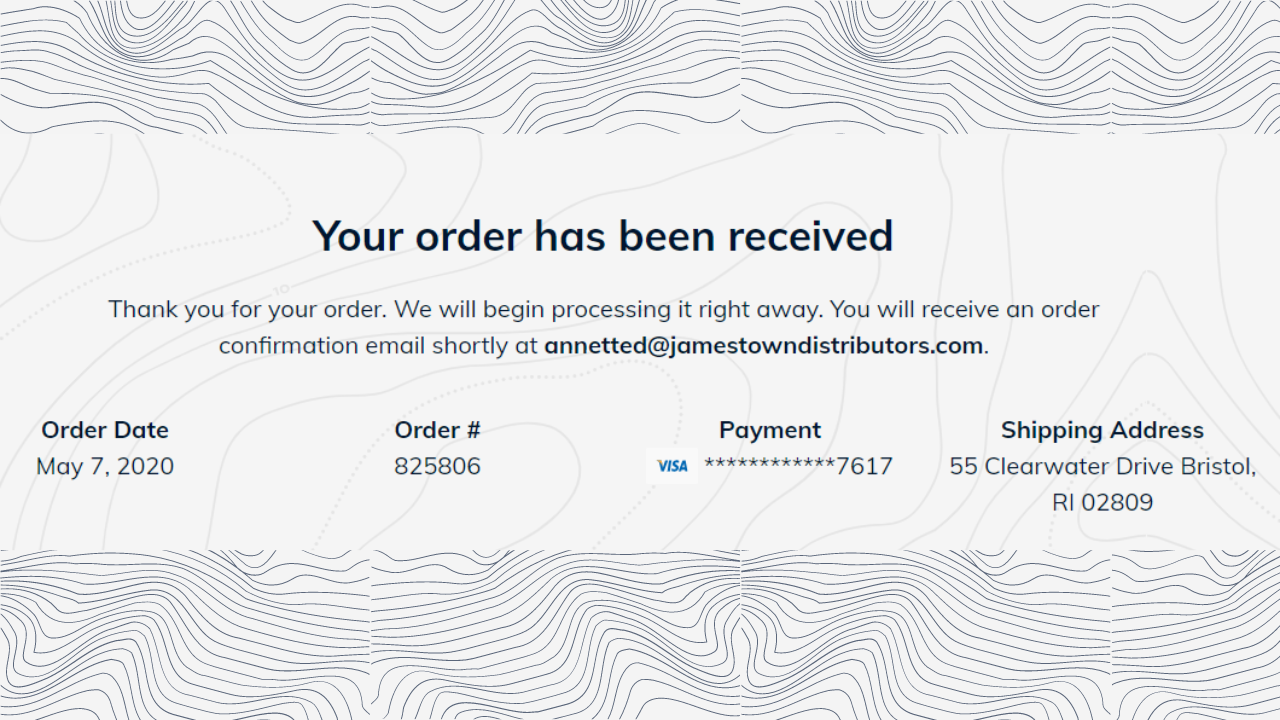 Your order has been received
Thank you for your order. We will begin processing it right away. You will receive an order
confirmation email shortly at annetted@jamestowndistributors.com.
Order Date
May 7, 2020
Order #
825806
Payment
VISA ************7617
Shipping Address
55 Clearwater Drive Bristol,
RI 02809
10